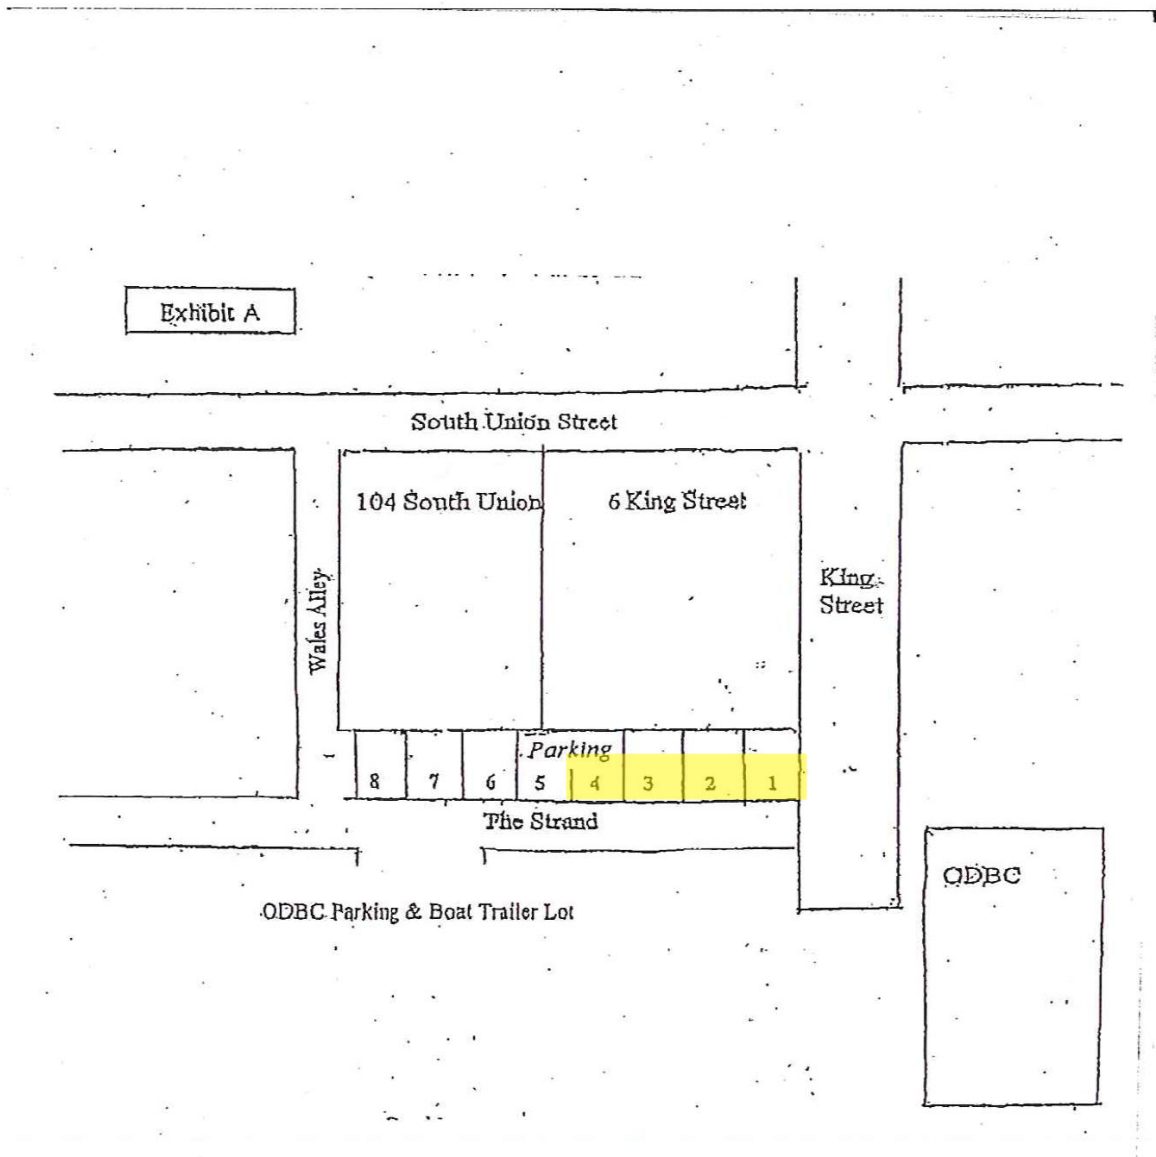 Exhibit A
South Union Street
104 South Union
6 King Street
King
Street
Wales Alley
Parking
8 7 6 5 4 3 2 1
The Strand
ODBC
ODBC Parking & Boat Trailer Lot